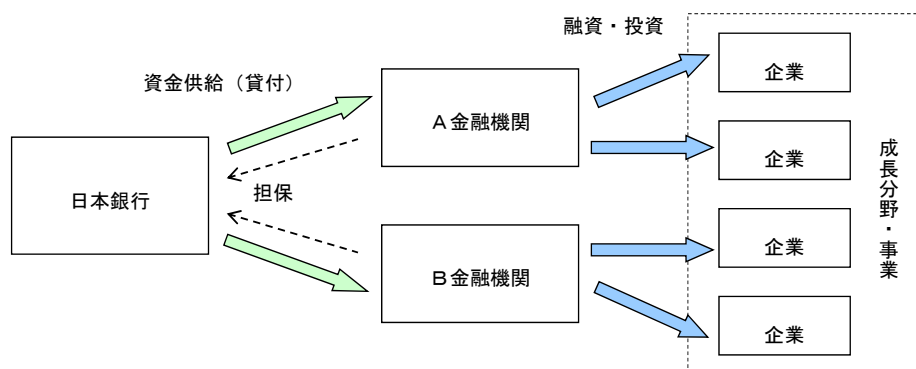 融資・投資
資金供給（貸付）
日本銀行
担保
A金融機関
B金融機関
企業
企業
企業
企業
成長分野・事業